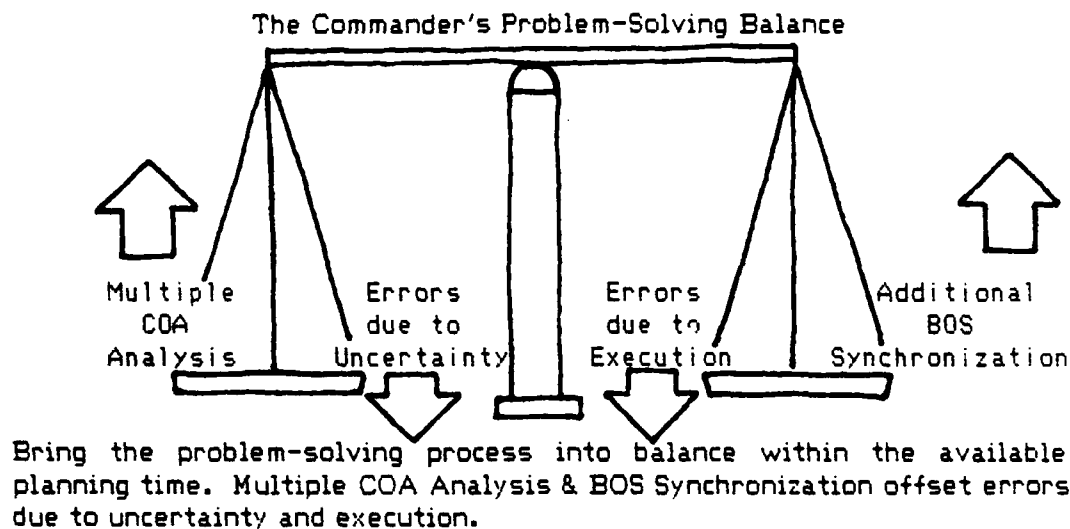 The Commander's Problem-Solving Balance
Multiple
COA
Analysis
Errors
due to
Uncertainty
Errors
due to
Execution
Additional
BOS
Synchronization
Bring the problem-solving process into balance within the available
planning time. Multiple COA Analysis & BOS Synchronization offset errors
due to uncertainty and execution.